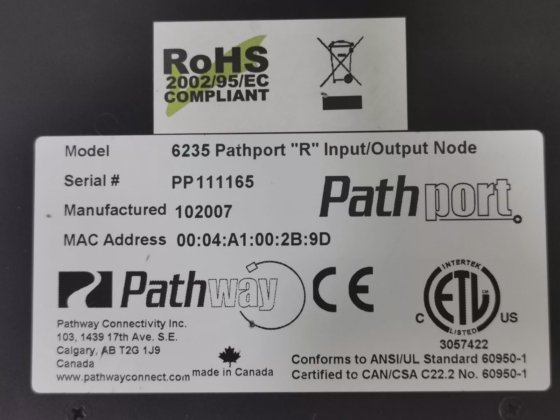 RoHS
2002/95/EC
COMPLIANT
Model 6235 Pathport "R" Input/Output Node
Serial # PP111165
Manufactured 102007
MAC Address 00:04:A1:00:2B:9D
Pathport
Pathway
CE
INTERTEK
ETL
C US
LISTED
3057422
Pathway Connectivity Inc.
103, 1439 17th Ave. S.E.
Calgary, AB T2G 1J9
Canada
www.pathwayconnect.com
made in Canada
Conforms to ANSI/UL Standard 60950-1
Certified to CAN/CSA C22.2 No. 60950-1